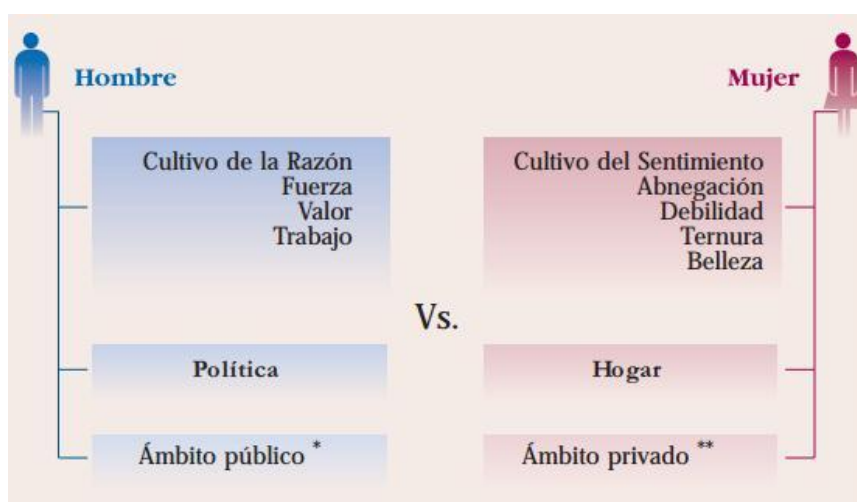 Hombre
Cultivo de la Razón
Fuerza
Valor
Trabajo
Política
Ámbito público *
Vs.
Mujer
Cultivo del Sentimiento
Abnegación
Debilidad
Ternura
Belleza
Hogar
Ámbito privado **